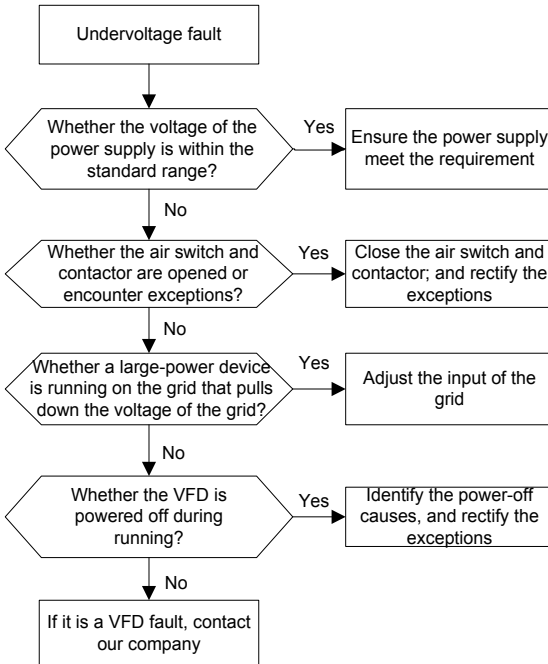 Undervoltage fault
Whether the voltage of the
power supply is within the
standard range?
Yes
Ensure the power supply
meet the requirement
No
Whether the air switch and
contactor are opened or
encounter exceptions?
Yes
Close the air switch and
contactor; and rectify the
exceptions
No
Whether a large-power device
is running on the grid that pulls
down the voltage of the grid?
Yes
Adjust the input of the
grid
No
Whether the VFD is
powered off during
running?
Yes
Identify the power-off
causes, and rectify the
exceptions
No
If it is a VFD fault, contact
our company